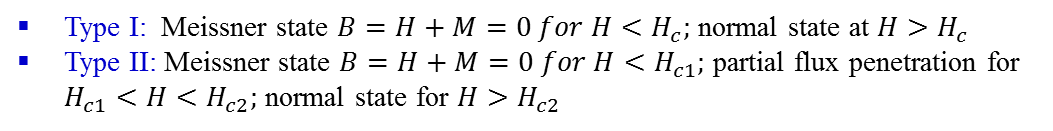 ▪ Type I: Meissner state B = H + M = 0 for H < H_c; normal state at H > H_c
▪ Type II: Meissner state B = H + M = 0 for H < H_c1; partial flux penetration for
H_c1 < H < H_c2; normal state for H > H_c2